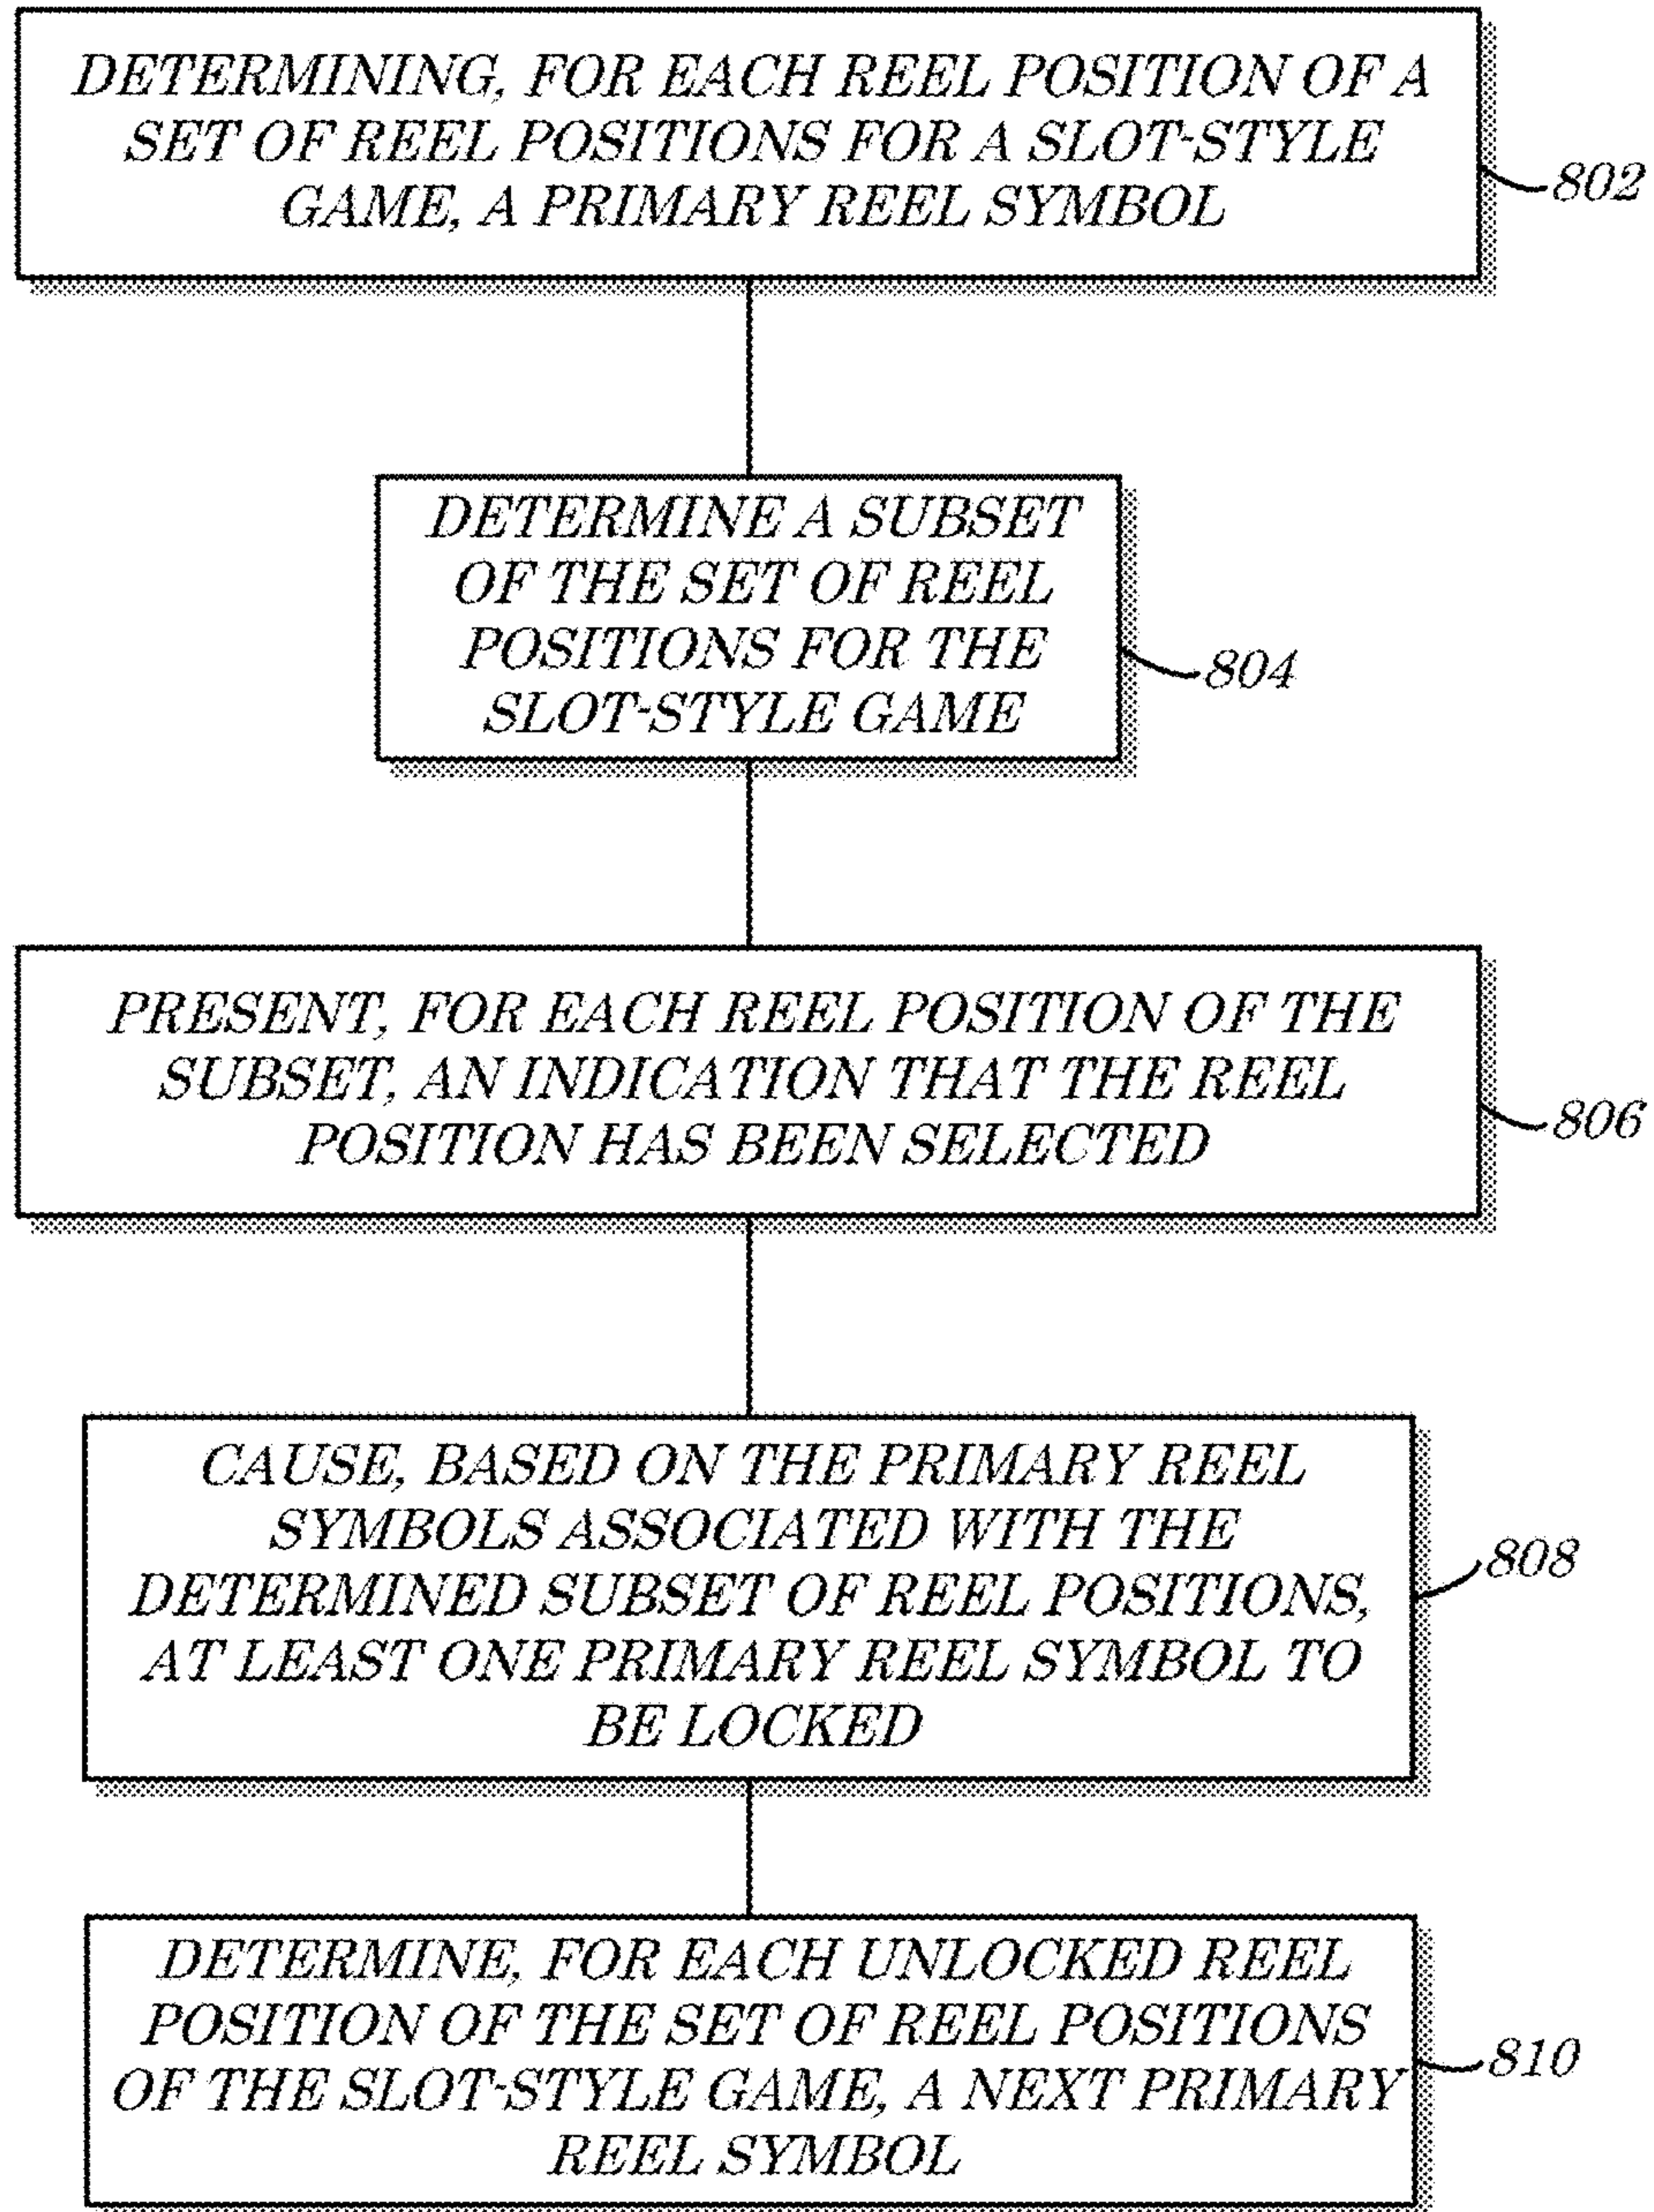 DETERMINING, FOR EACH REEL POSITION OF A
SET OF REEL POSITIONS FOR A SLOT-STYLE
GAME, A PRIMARY REEL SYMBOL
802
DETERMINE A SUBSET
OF THE SET OF REEL
POSITIONS FOR THE
SLOT-STYLE GAME
804
PRESENT, FOR EACH REEL POSITION OF THE
SUBSET, AN INDICATION THAT THE REEL
POSITION HAS BEEN SELECTED
806
CAUSE, BASED ON THE PRIMARY REEL
SYMBOLS ASSOCIATED WITH THE
DETERMINED SUBSET OF REEL POSITIONS,
AT LEAST ONE PRIMARY REEL SYMBOL TO
BE LOCKED
808
DETERMINE, FOR EACH UNLOCKED REEL
POSITION OF THE SET OF REEL POSITIONS
OF THE SLOT-STYLE GAME, A NEXT PRIMARY
REEL SYMBOL
810